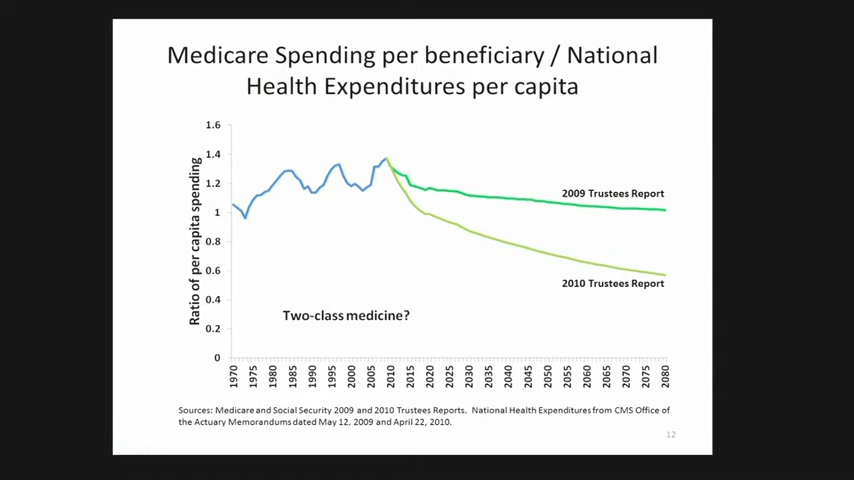 Medicare Spending per beneficiary / National
Health Expenditures per capita
Ratio of per capita spending
1.6
1.4
1.2
1
0.8
0.6
0.4
0.2
0
2009 Trustees Report
2010 Trustees Report
Two-class medicine?
1970 1975 1980 1985 1990 1995 2000 2005 2010 2015 2020 2025 2030 2035 2040 2045 2050 2055 2060 2065 2070 2075 2080
Sources: Medicare and Social Security 2009 and 2010 Trustees Reports. National Health Expenditures from CMS Office of
the Actuary Memorandums dated May 12, 2009 and April 22, 2010.
12